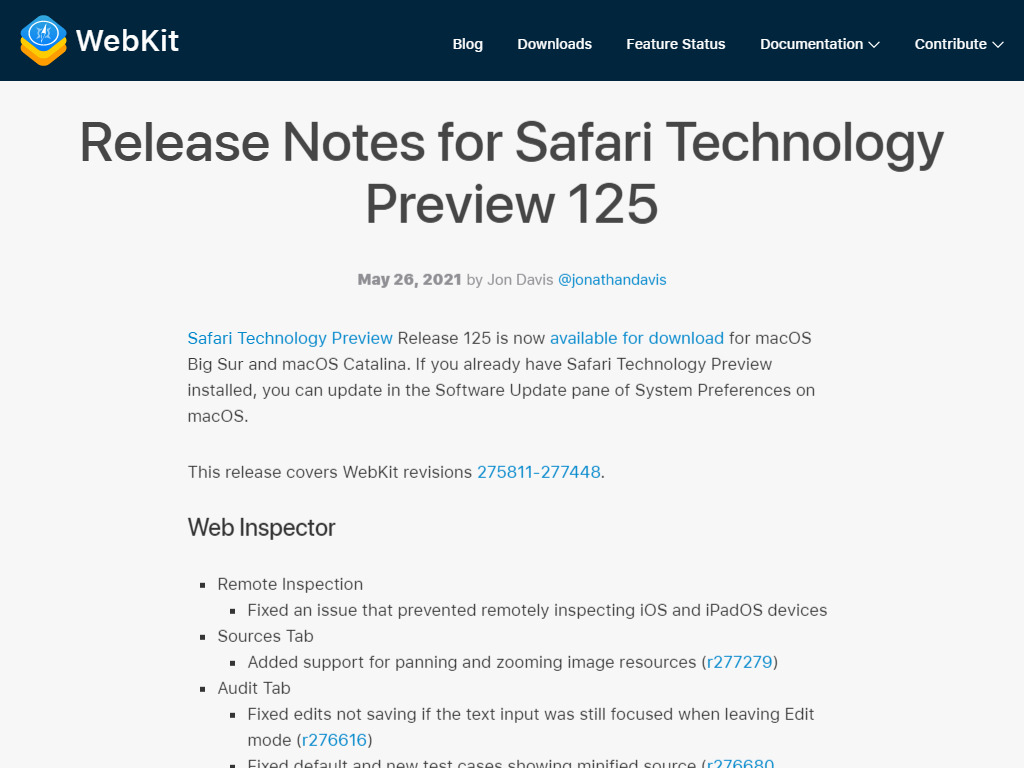 WebKit
Blog
Downloads
Feature Status
Documentation
Contribute
Release Notes for Safari Technology
Preview 125
May 26, 2021 by Jon Davis @jonathandavis
Safari Technology Preview Release 125 is now available for download for macOS
Big Sur and macOS Catalina. If you already have Safari Technology Preview
installed, you can update in the Software Update pane of System Preferences on
macOS.
This release covers WebKit revisions 275811-277448.
Web Inspector
Remote Inspection
Fixed an issue that prevented remotely inspecting iOS and iPadOS devices
Sources Tab
Added support for panning and zooming image resources (r277279)
Audit Tab
Fixed edits not saving if the text input was still focused when leaving Edit
mode (r276616)
Fixed default and new test cases showing minified source (r276680